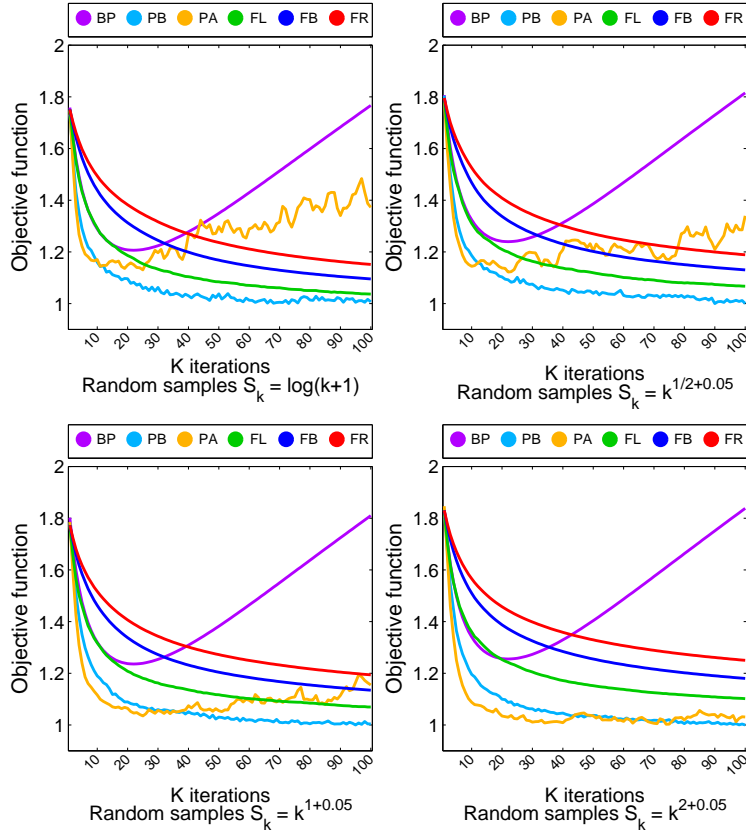 BP PB PA FL FB FR
BP PB PA FL FB FR
2
1.8
1.6
1.4
1.2
1
Objective function
10 20 30 40 50 60 70 80 90 100
K iterations
Random samples S_k = log(k+1)
2
1.8
1.6
1.4
1.2
1
Objective function
10 20 30 40 50 60 70 80 90 100
K iterations
Random samples S_k = k^{1/2+0.05}
BP PB PA FL FB FR
BP PB PA FL FB FR
2
1.8
1.6
1.4
1.2
1
Objective function
10 20 30 40 50 60 70 80 90 100
K iterations
Random samples S_k = k^{1+0.05}
2
1.8
1.6
1.4
1.2
1
Objective function
10 20 30 40 50 60 70 80 90 100
K iterations
Random samples S_k = k^{2+0.05}